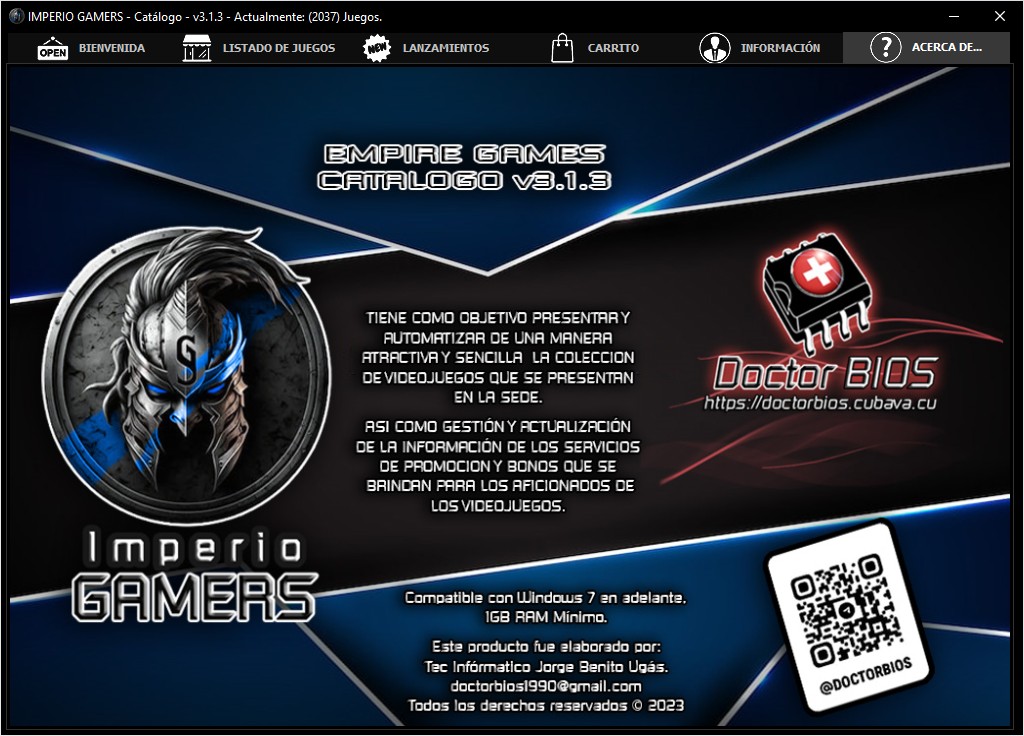 IMPERIO GAMERS - Catálogo - v3.1.3 - Actualmente: (2037) Juegos.
OPEN BIENVENIDA
LISTADO DE JUEGOS
NEW LANZAMIENTOS
CARRITO
INFORMACIÓN
? ACERCA DE...
EMPIRE GAMES
CATALOGO v3.1.3
TIENE COMO OBJETIVO PRESENTAR Y
AUTOMATIZAR DE UNA MANERA
ATRACTIVA Y SENCILLA LA COLECCION
DE VIDEOJUEGOS QUE SE PRESENTAN
EN LA SEDE.
ASI COMO GESTIÓN Y ACTUALIZACIÓN
DE LA INFORMACIÓN DE LOS SERVICIOS
DE PROMOCION Y BONOS QUE SE
BRINDAN PARA LOS AFICIONADOS DE
LOS VIDEOJUEGOS.
Doctor BIOS
https://doctorbios.cubava.cu
Imperio
GAMERS
Compatible con Windows 7 en adelante,
1GB RAM Mínimo.
Este producto fue elaborado por:
Tec Infórmatico Jorge Benito Ugás.
doctorbios1990@gmail.com
Todos los derechos reservados © 2023
@DOCTORBIOS